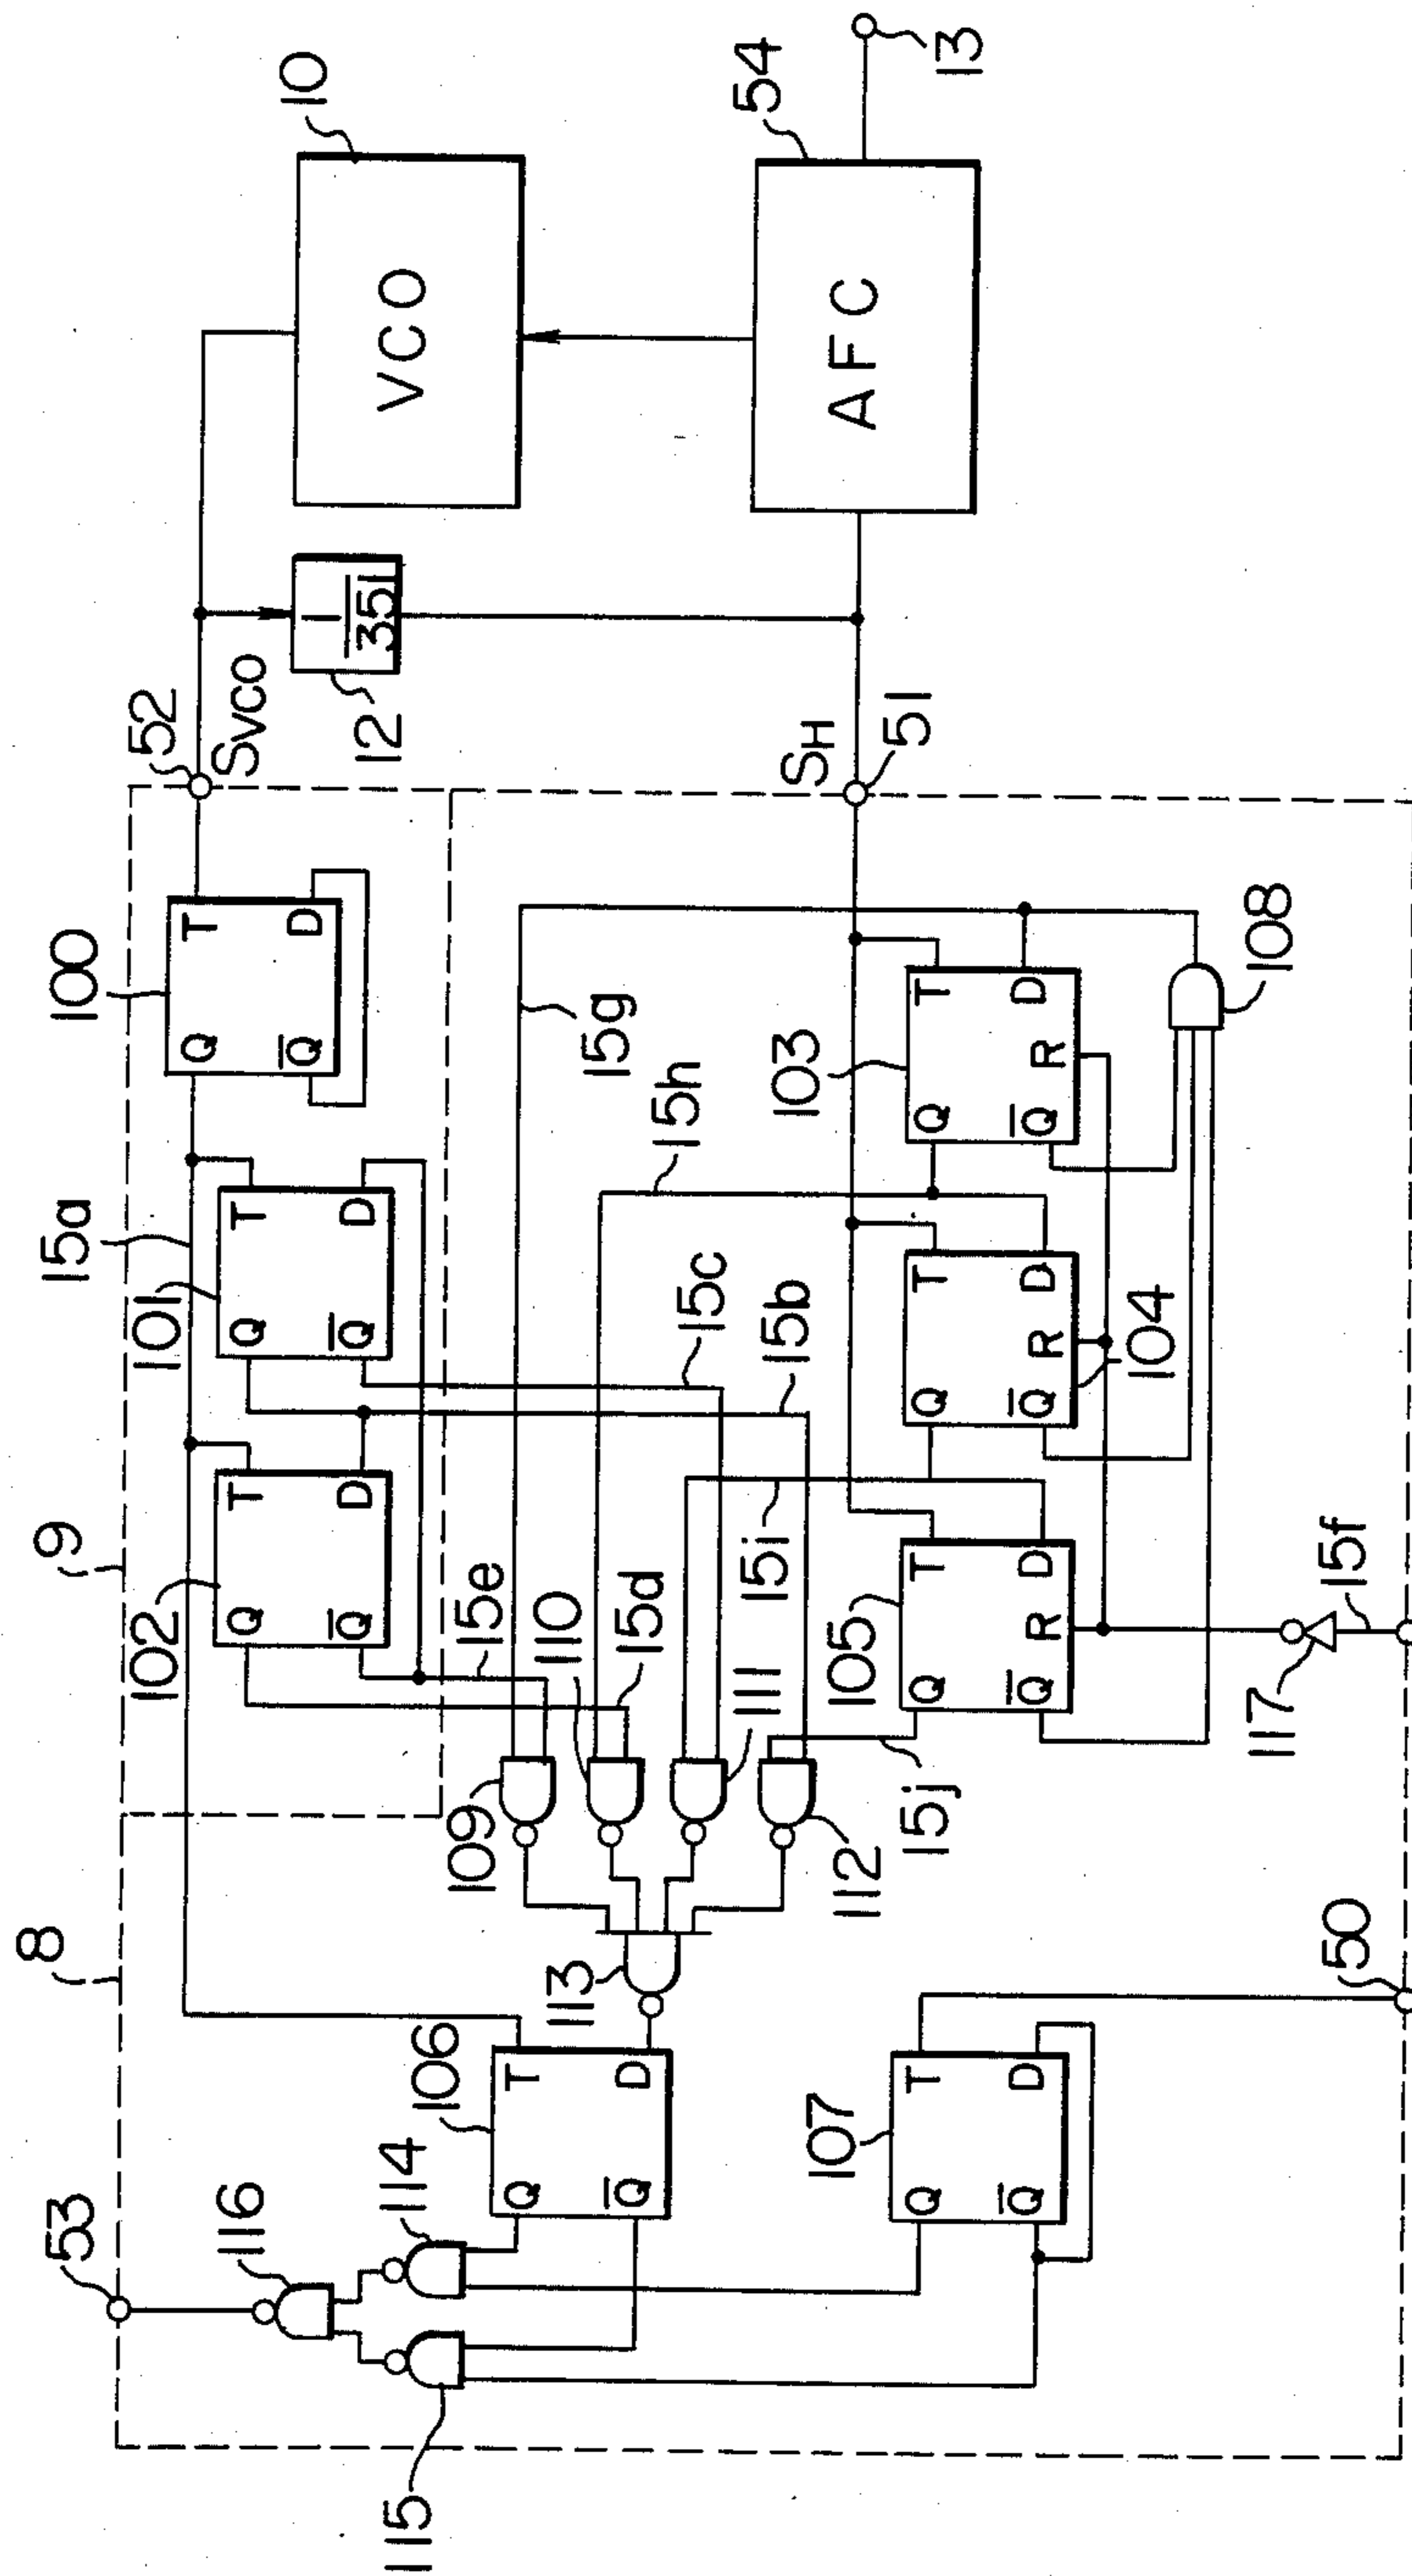 8
9
52
SVCO
10
VCO
12
1
351
54
AFC
13
53
116
114
115
106
T
D
Q
Q̅
102
T
D
Q
Q̅
101
T
D
Q
Q̅
15a
100
T
D
Q
Q̅
15e
15d
15c
15b
15h
15g
109
110
111
112
113
15i
15j
SH
51
107
T
D
Q
Q̅
105
T
D
R
Q
Q̅
104
T
D
R
Q
Q̅
103
T
D
R
Q
Q̅
108
50
117
15f